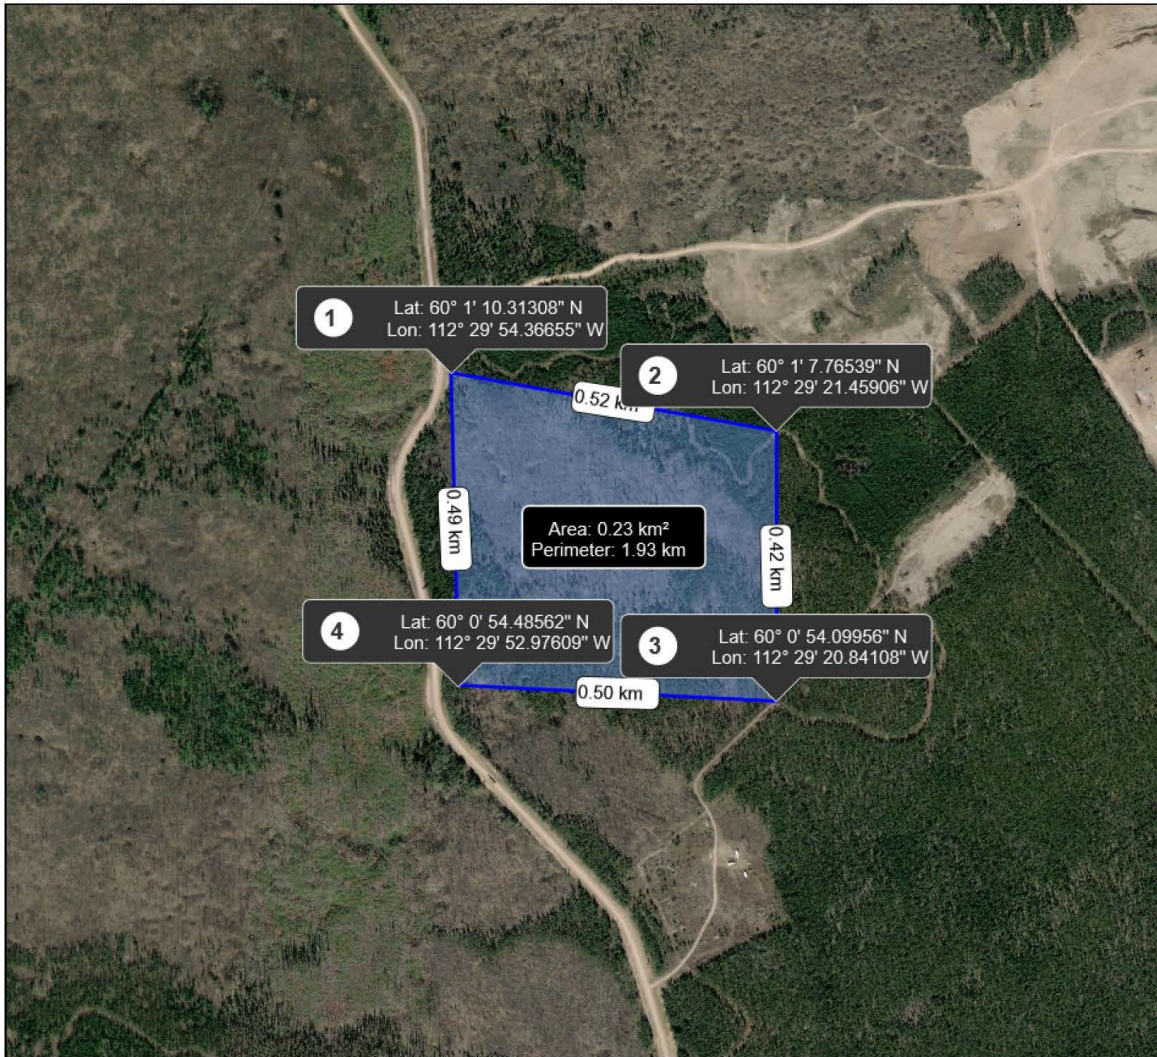 1
Lat: 60° 1' 10.31308" N
Lon: 112° 29' 54.36655" W
2
Lat: 60° 1' 7.76539" N
Lon: 112° 29' 21.45906" W
0.52 km
0.49 km
Area: 0.23 km²
Perimeter: 1.93 km
0.42 km
4
Lat: 60° 0' 54.48562" N
Lon: 112° 29' 52.97609" W
3
Lat: 60° 0' 54.09956" N
Lon: 112° 29' 20.84108" W
0.50 km